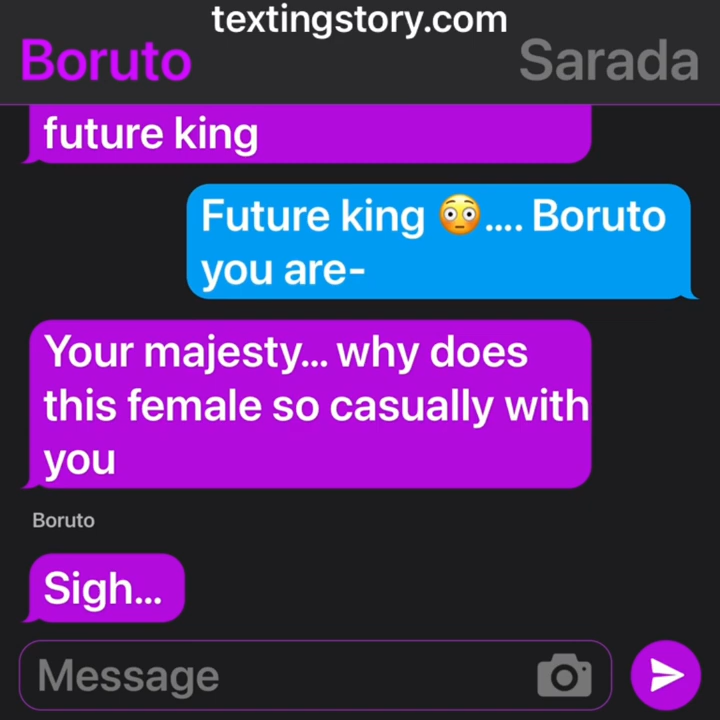 textingstory.com
Boruto
Sarada
future king
Future king 😳.... Boruto
you are-
Your majesty... why does
this female so casually with
you
Boruto
Sigh...
Message